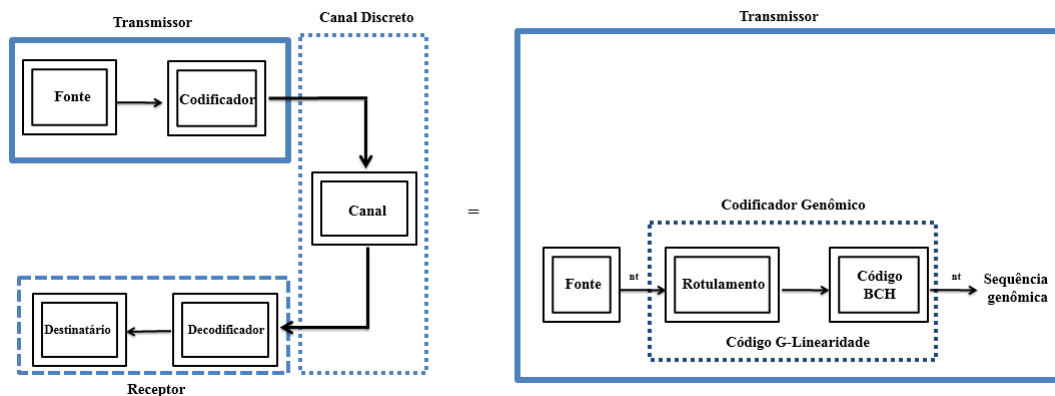 Transmissor
Canal Discreto
Fonte
Codificador
Canal
Destinatário
Decodificador
Receptor
=
Transmissor
Codificador Genômico
Fonte
nt
Rotulamento
Código
BCH
nt
Sequência
genômica
Código G-Linearidade